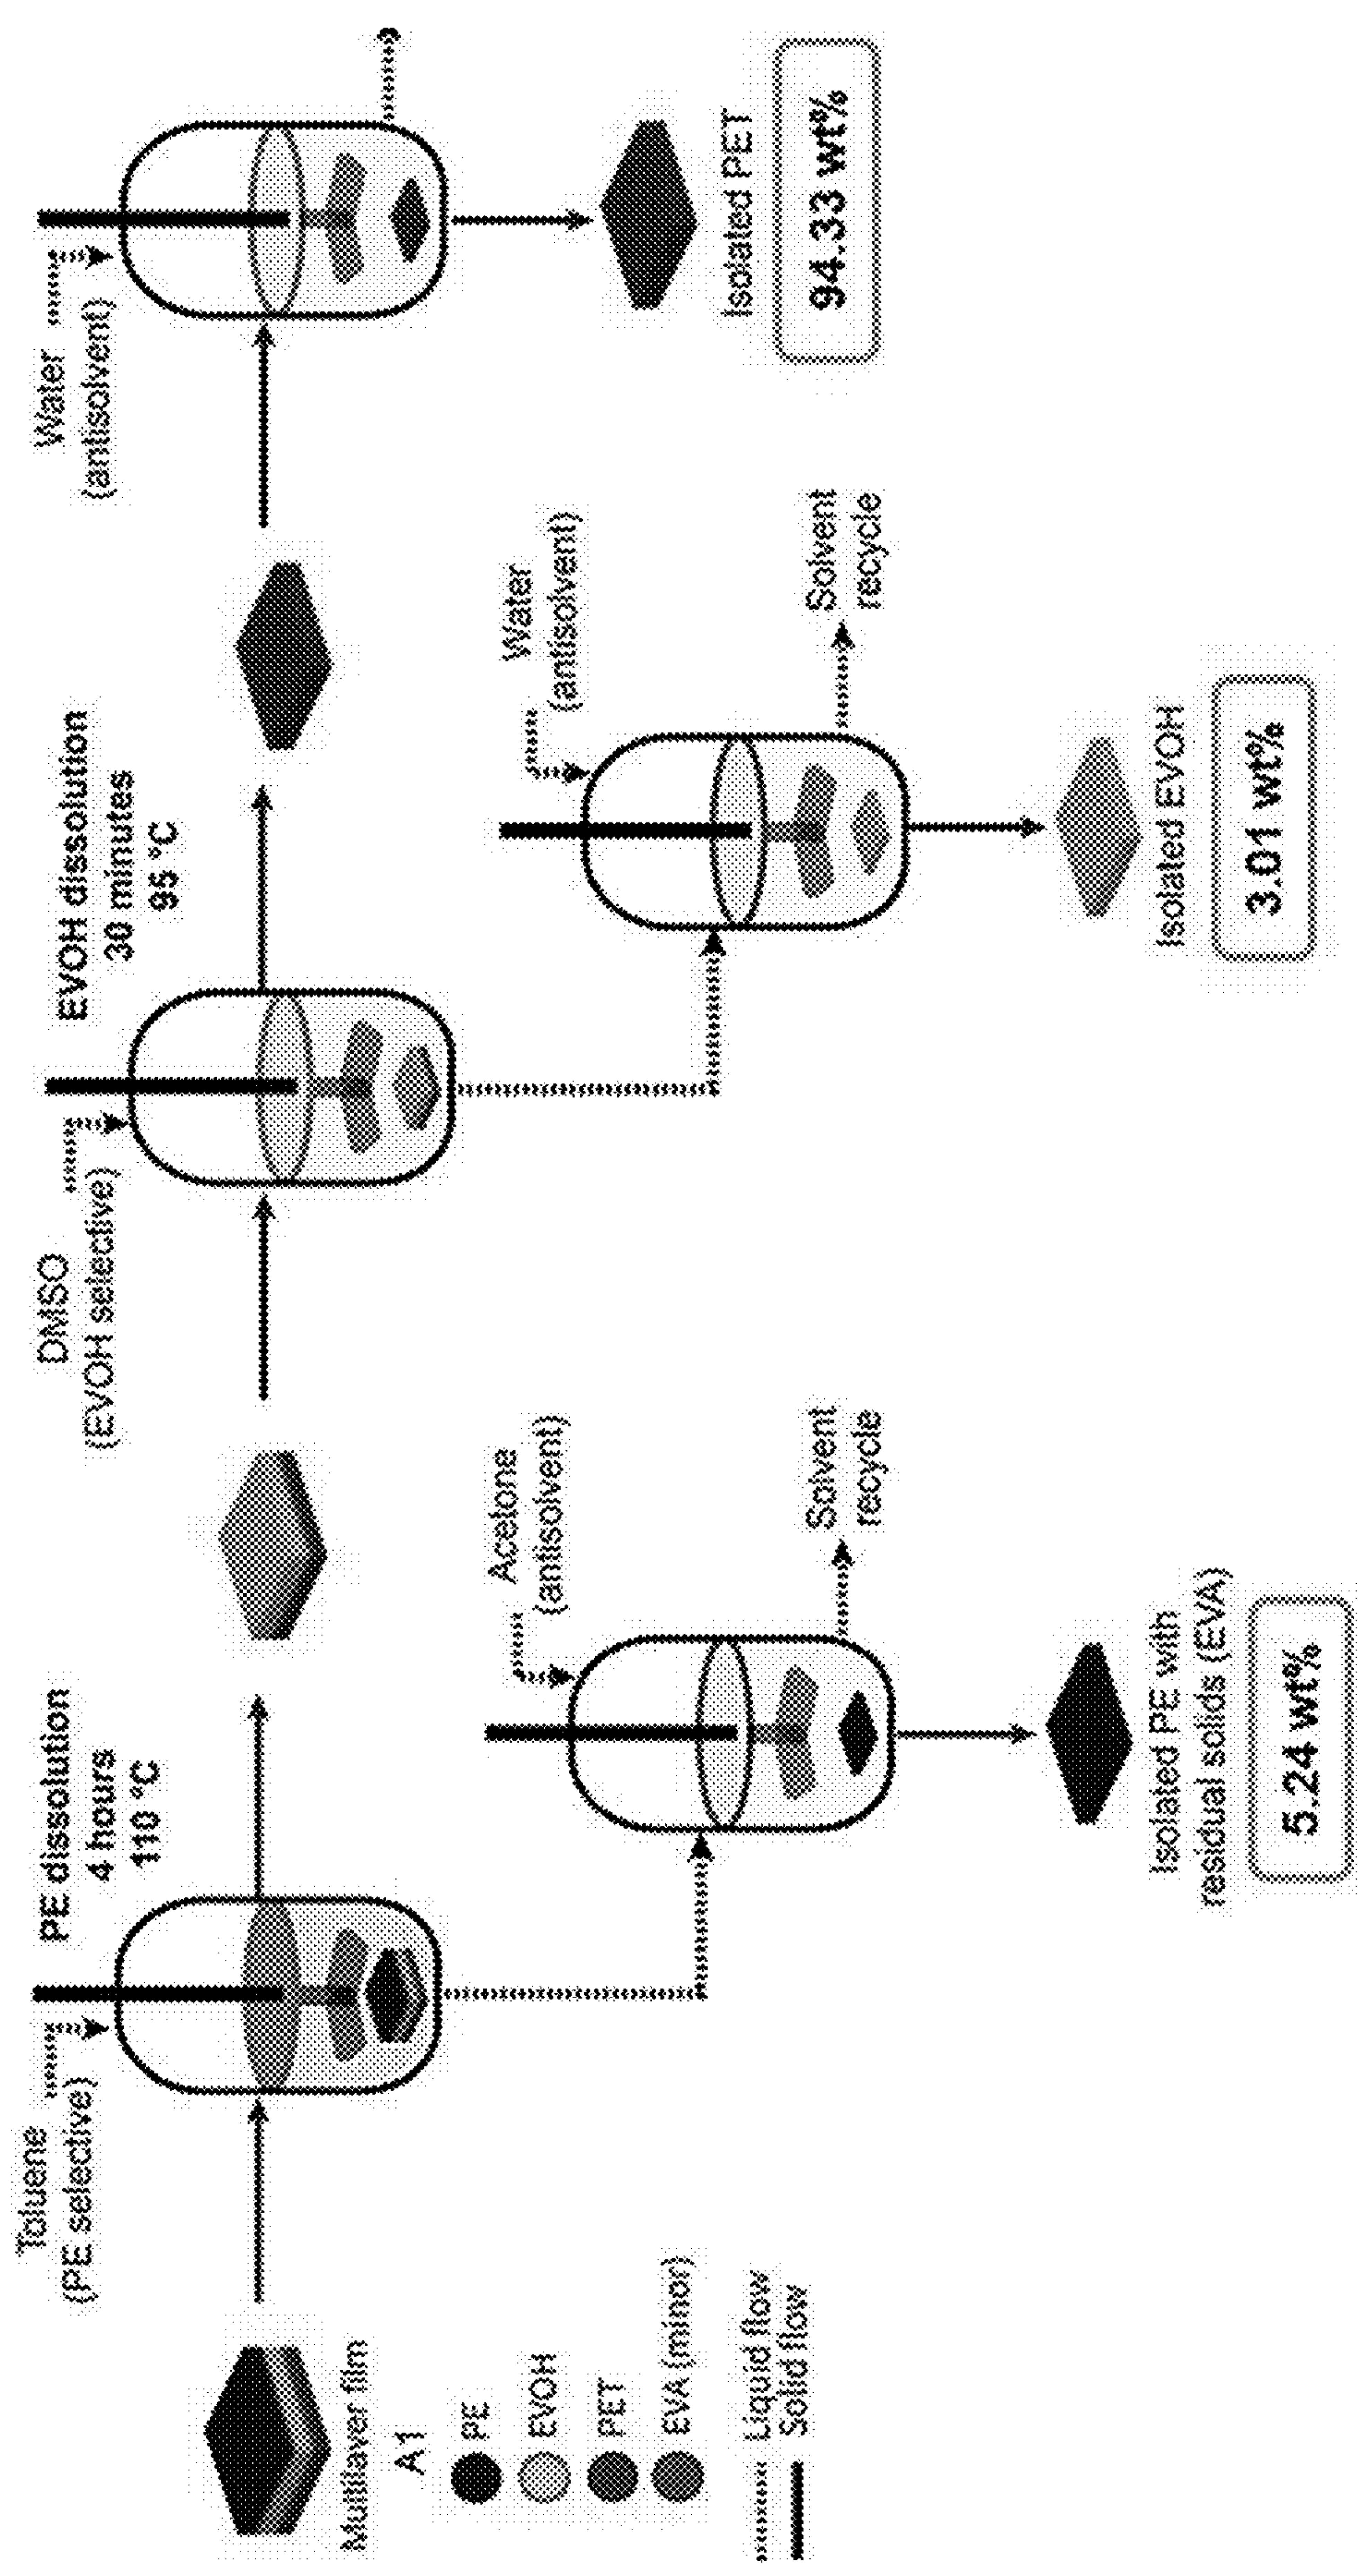 Toluene
(PE selective)
PE dissolution
4 hours
110 °C
DMSO
(EVOH selective)
EVOH dissolution
30 minutes
95 °C
Water
(antisolvent)
Multilayer film
A1
PE
EVOH
PET
EVA (minor)
Liquid flow
Solid flow
Acetone
(antisolvent)
Solvent
recycle
Isolated PE with
residual solids (EVA)
5.24 wt%
Water
(antisolvent)
Solvent
recycle
Isolated EVOH
3.01 wt%
Isolated PET
94.33 wt%